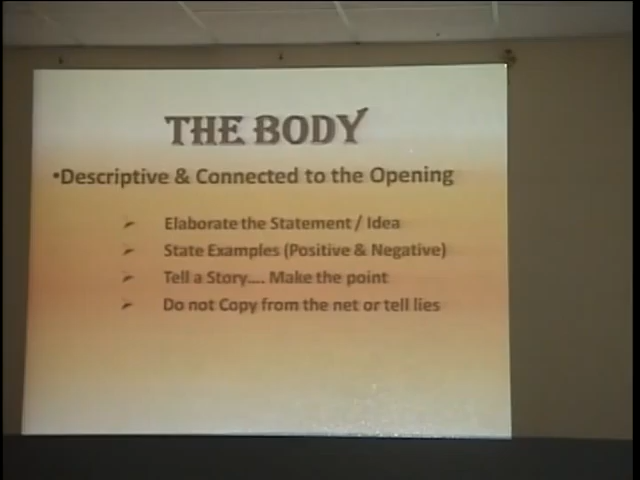 THE BODY
•Descriptive & Connected to the Opening
➢ Elaborate the Statement / Idea
➢ State Examples (Positive & Negative)
➢ Tell a Story.... Make the point
➢ Do not Copy from the net or tell lies